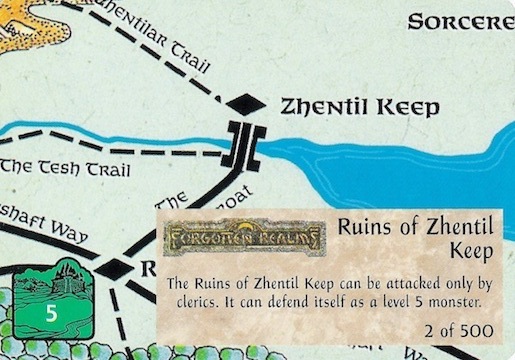 Zhentilar Trail
Sorcere
Zhentil Keep
The Tesh Trail
The
oat
shaft Way
R
FORGOTTEN REALMS
Ruins of Zhentil
Keep
The Ruins of Zhentil Keep can be attacked only by
clerics. It can defend itself as a level 5 monster.
2 of 500
5
haft Way